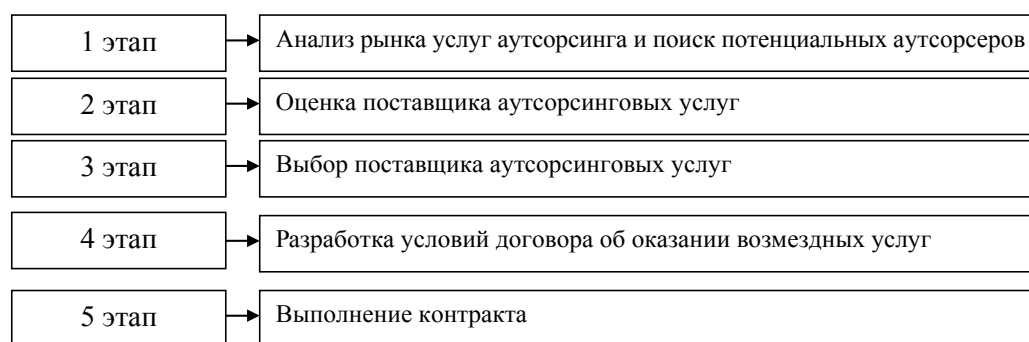 1 этап
Анализ рынка услуг аутсорсинга и поиск потенциальных аутсорсеров
2 этап
Оценка поставщика аутсорсинговых услуг
3 этап
Выбор поставщика аутсорсинговых услуг
4 этап
Разработка условий договора об оказании возмездных услуг
5 этап
Выполнение контракта